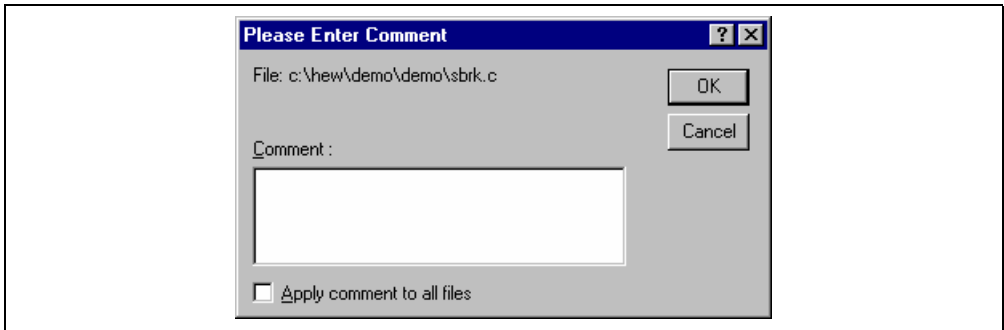 Please Enter Comment
File: c:\hew\demo\demo\sbrk.c
OK
Cancel
Comment :
Apply comment to all files